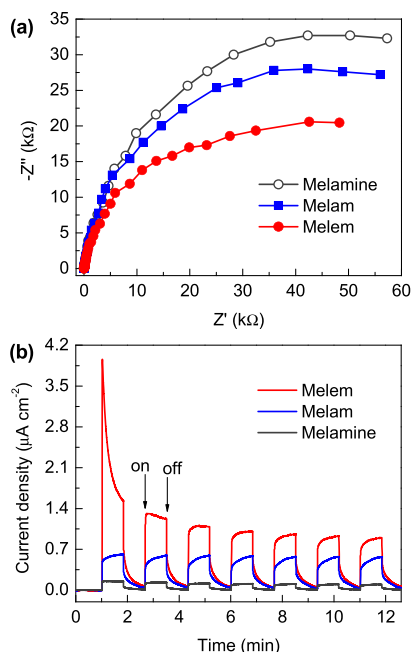 (a)
35
30
25
20
15
10
5
0
-Z'' (kΩ)
Melamine
Melam
Melem
0 10 20 30 40 50 60
Z' (kΩ)
(b)
4.2
3.5
2.8
2.1
1.4
0.7
0.0
Current density (μA cm-2)
Melem
Melam
Melamine
on off
0 2 4 6 8 10 12
Time (min)